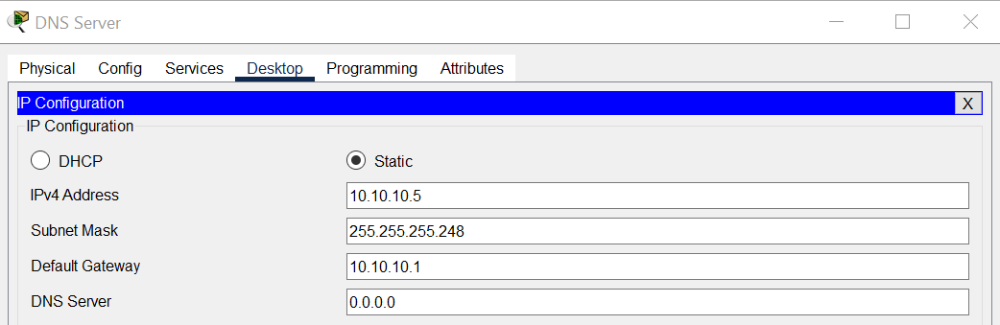 DNS Server
Physical Config Services Desktop Programming Attributes
IP Configuration X
IP Configuration
DHCP Static
IPv4 Address 10.10.10.5
Subnet Mask 255.255.255.248
Default Gateway 10.10.10.1
DNS Server 0.0.0.0